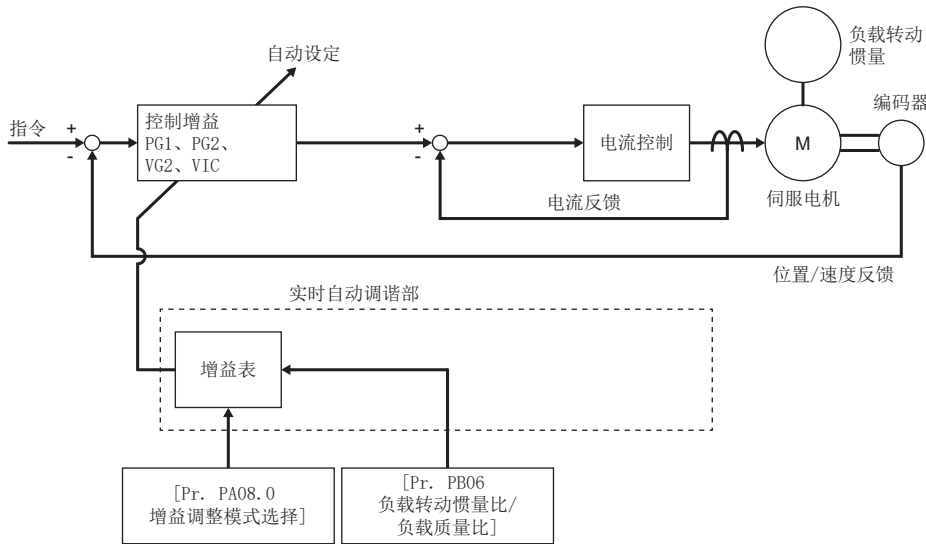 负载转动
惯量
自动设定
编码器
指令
+
-
控制增益
PG1、PG2、
VG2、VIC
+
-
电流控制
M
电流反馈
伺服电机
位置/速度反馈
实时自动调谐部
增益表
[Pr. PA08.0
增益调整模式选择]
[Pr. PB06
负载转动惯量比/
负载质量比]